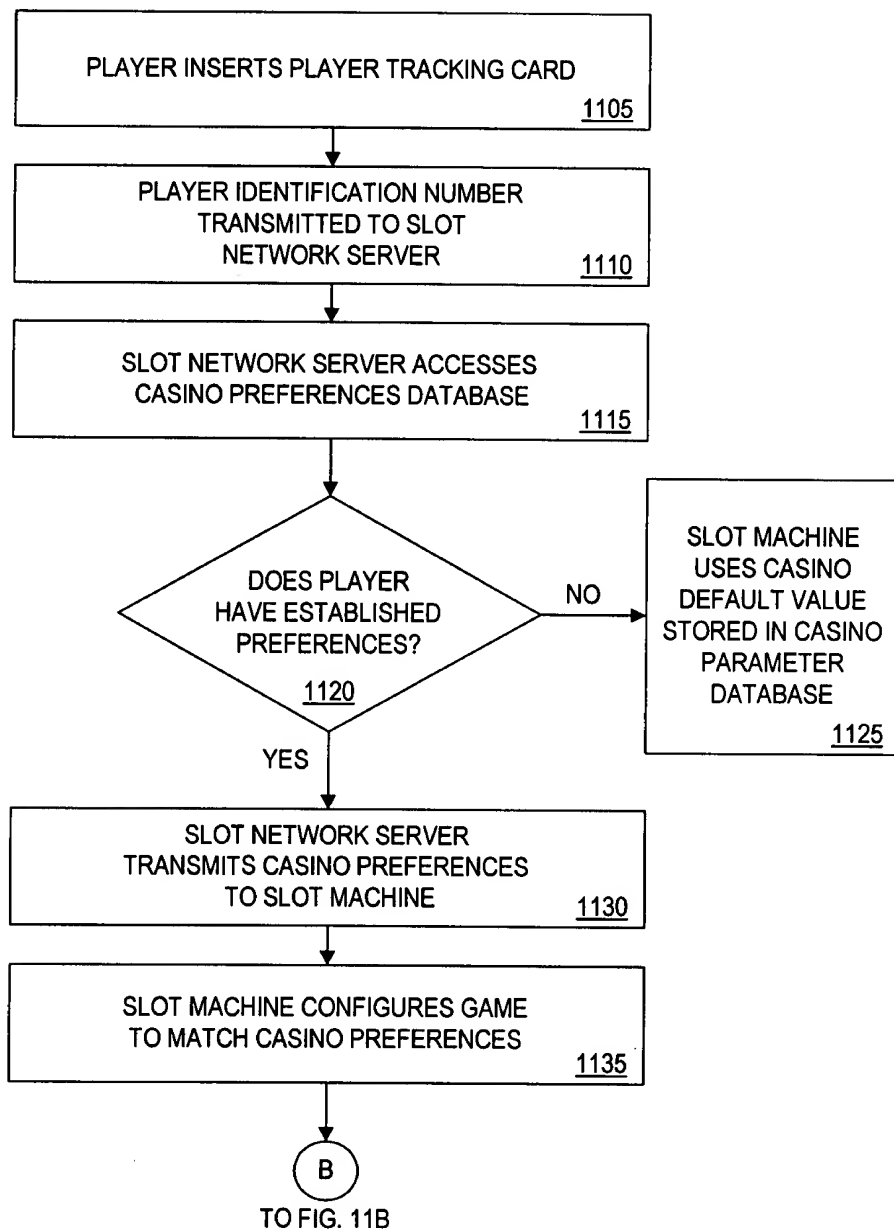 PLAYER INSERTS PLAYER TRACKING CARD
1105
PLAYER IDENTIFICATION NUMBER
TRANSMITTED TO SLOT
NETWORK SERVER
1110
SLOT NETWORK SERVER ACCESSES
CASINO PREFERENCES DATABASE
1115
DOES PLAYER
HAVE ESTABLISHED
PREFERENCES?
1120
NO
SLOT MACHINE
USES CASINO
DEFAULT VALUE
STORED IN CASINO
PARAMETER
DATABASE
1125
YES
SLOT NETWORK SERVER
TRANSMITS CASINO PREFERENCES
TO SLOT MACHINE
1130
SLOT MACHINE CONFIGURES GAME
TO MATCH CASINO PREFERENCES
1135
B
TO FIG. 11B